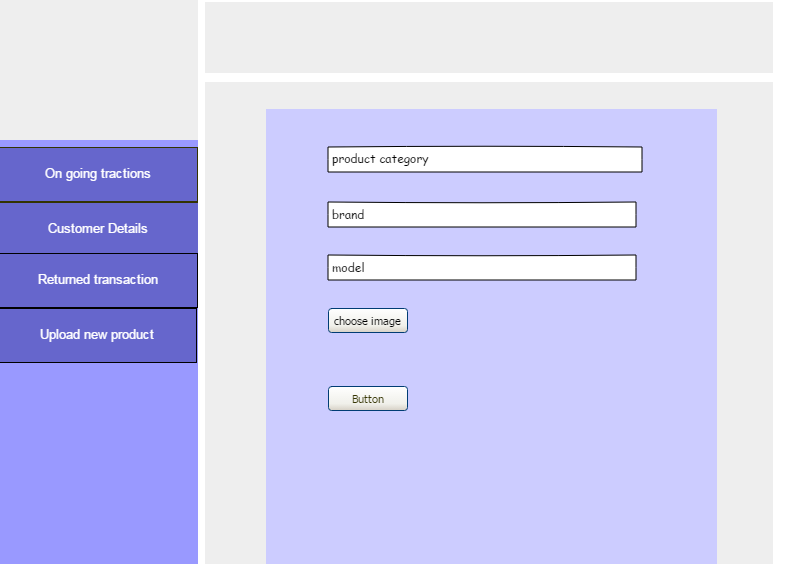 On going tractions
Customer Details
Returned transaction
Upload new product
product category
brand
model
choose image
Button